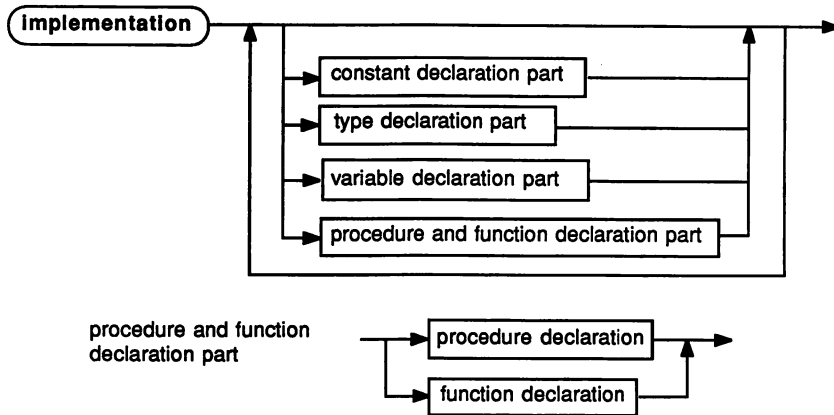 implementation
constant declaration part
type declaration part
variable declaration part
procedure and function declaration part
procedure and function
declaration part
procedure declaration
function declaration